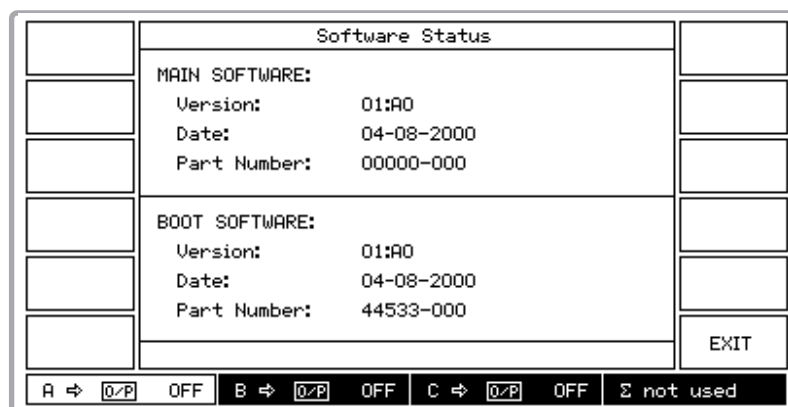 Software Status
MAIN SOFTWARE:
Version: 01:A0
Date: 04-08-2000
Part Number: 00000-000
BOOT SOFTWARE:
Version: 01:A0
Date: 04-08-2000
Part Number: 44533-000
EXIT
A ⇨ O/P OFF B ⇨ O/P OFF C ⇨ O/P OFF Σ not used